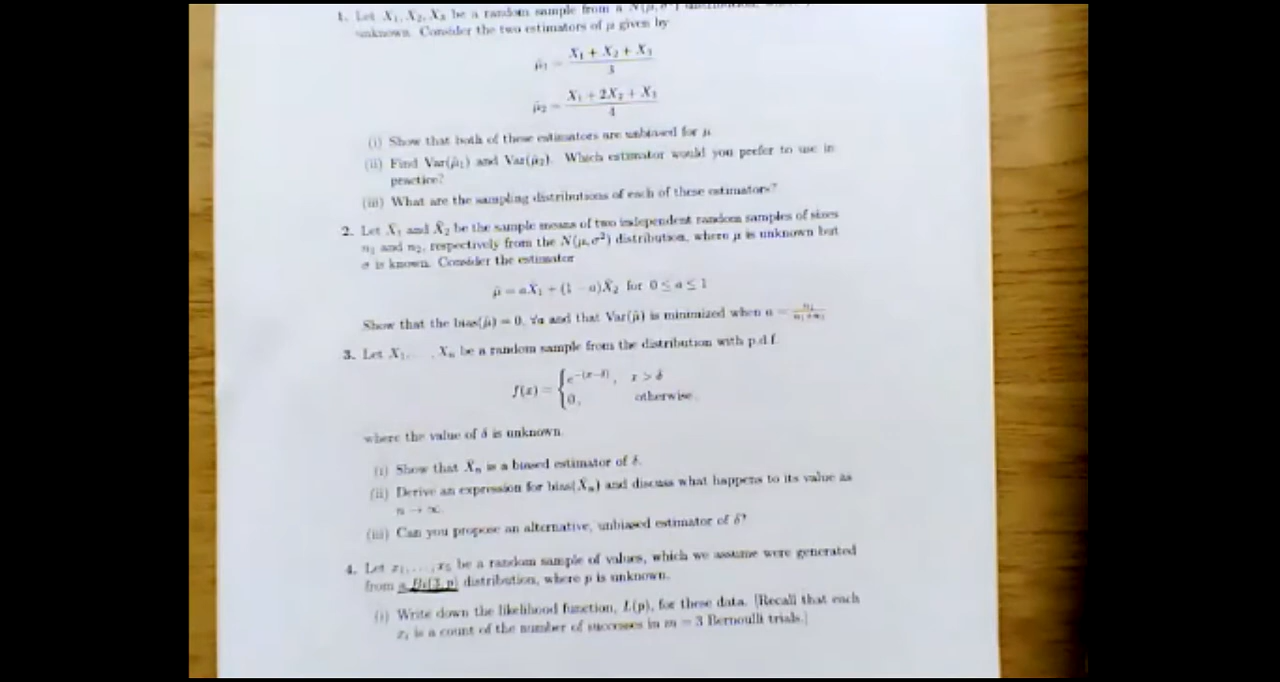 1. Let X₁, X₂, X₃ be a random sample from a N(μ, σ²)
unknown. Consider the two estimators of μ given by
μ̂₁ = (X₁ + X₂ + X₃) / 3
μ̂₂ = (X₁ + 2X₂ + X₃) / 4
(i) Show that both of these estimators are unbiased for μ
(ii) Find Var(μ̂₁) and Var(μ̂₂). Which estimator would you prefer to use in
practice?
(iii) What are the sampling distributions of each of these estimators?
2. Let X̄₁ and X̄₂ be the sample means of two independent random samples of sizes
n₁ and n₂, respectively from the N(μ, σ²) distribution, where μ is unknown but
σ is known. Consider the estimator
μ̂ = aX̄₁ + (1 − a)X̄₂ for 0 ≤ a ≤ 1
Show that the bias(μ̂) = 0, ∀a and that Var(μ̂) is minimized when a = n₁/(n₁+n₂)
3. Let X₁, . . . , Xₙ be a random sample from the distribution with p.d.f.
f(x) = { e^{−(x−δ)}, x > δ
0, otherwise
where the value of δ is unknown.
(i) Show that X̄ₙ is a biased estimator of δ.
(ii) Derive an expression for bias(X̄ₙ) and discuss what happens to its value as
n → ∞.
(iii) Can you propose an alternative, unbiased estimator of δ?
4. Let x₁, . . . , x₅ be a random sample of values, which we assume were generated
from a Bi(3, p) distribution, where p is unknown.
(i) Write down the likelihood function, L(p), for these data. [Recall that each
xᵢ is a count of the number of successes in m = 3 Bernoulli trials.]